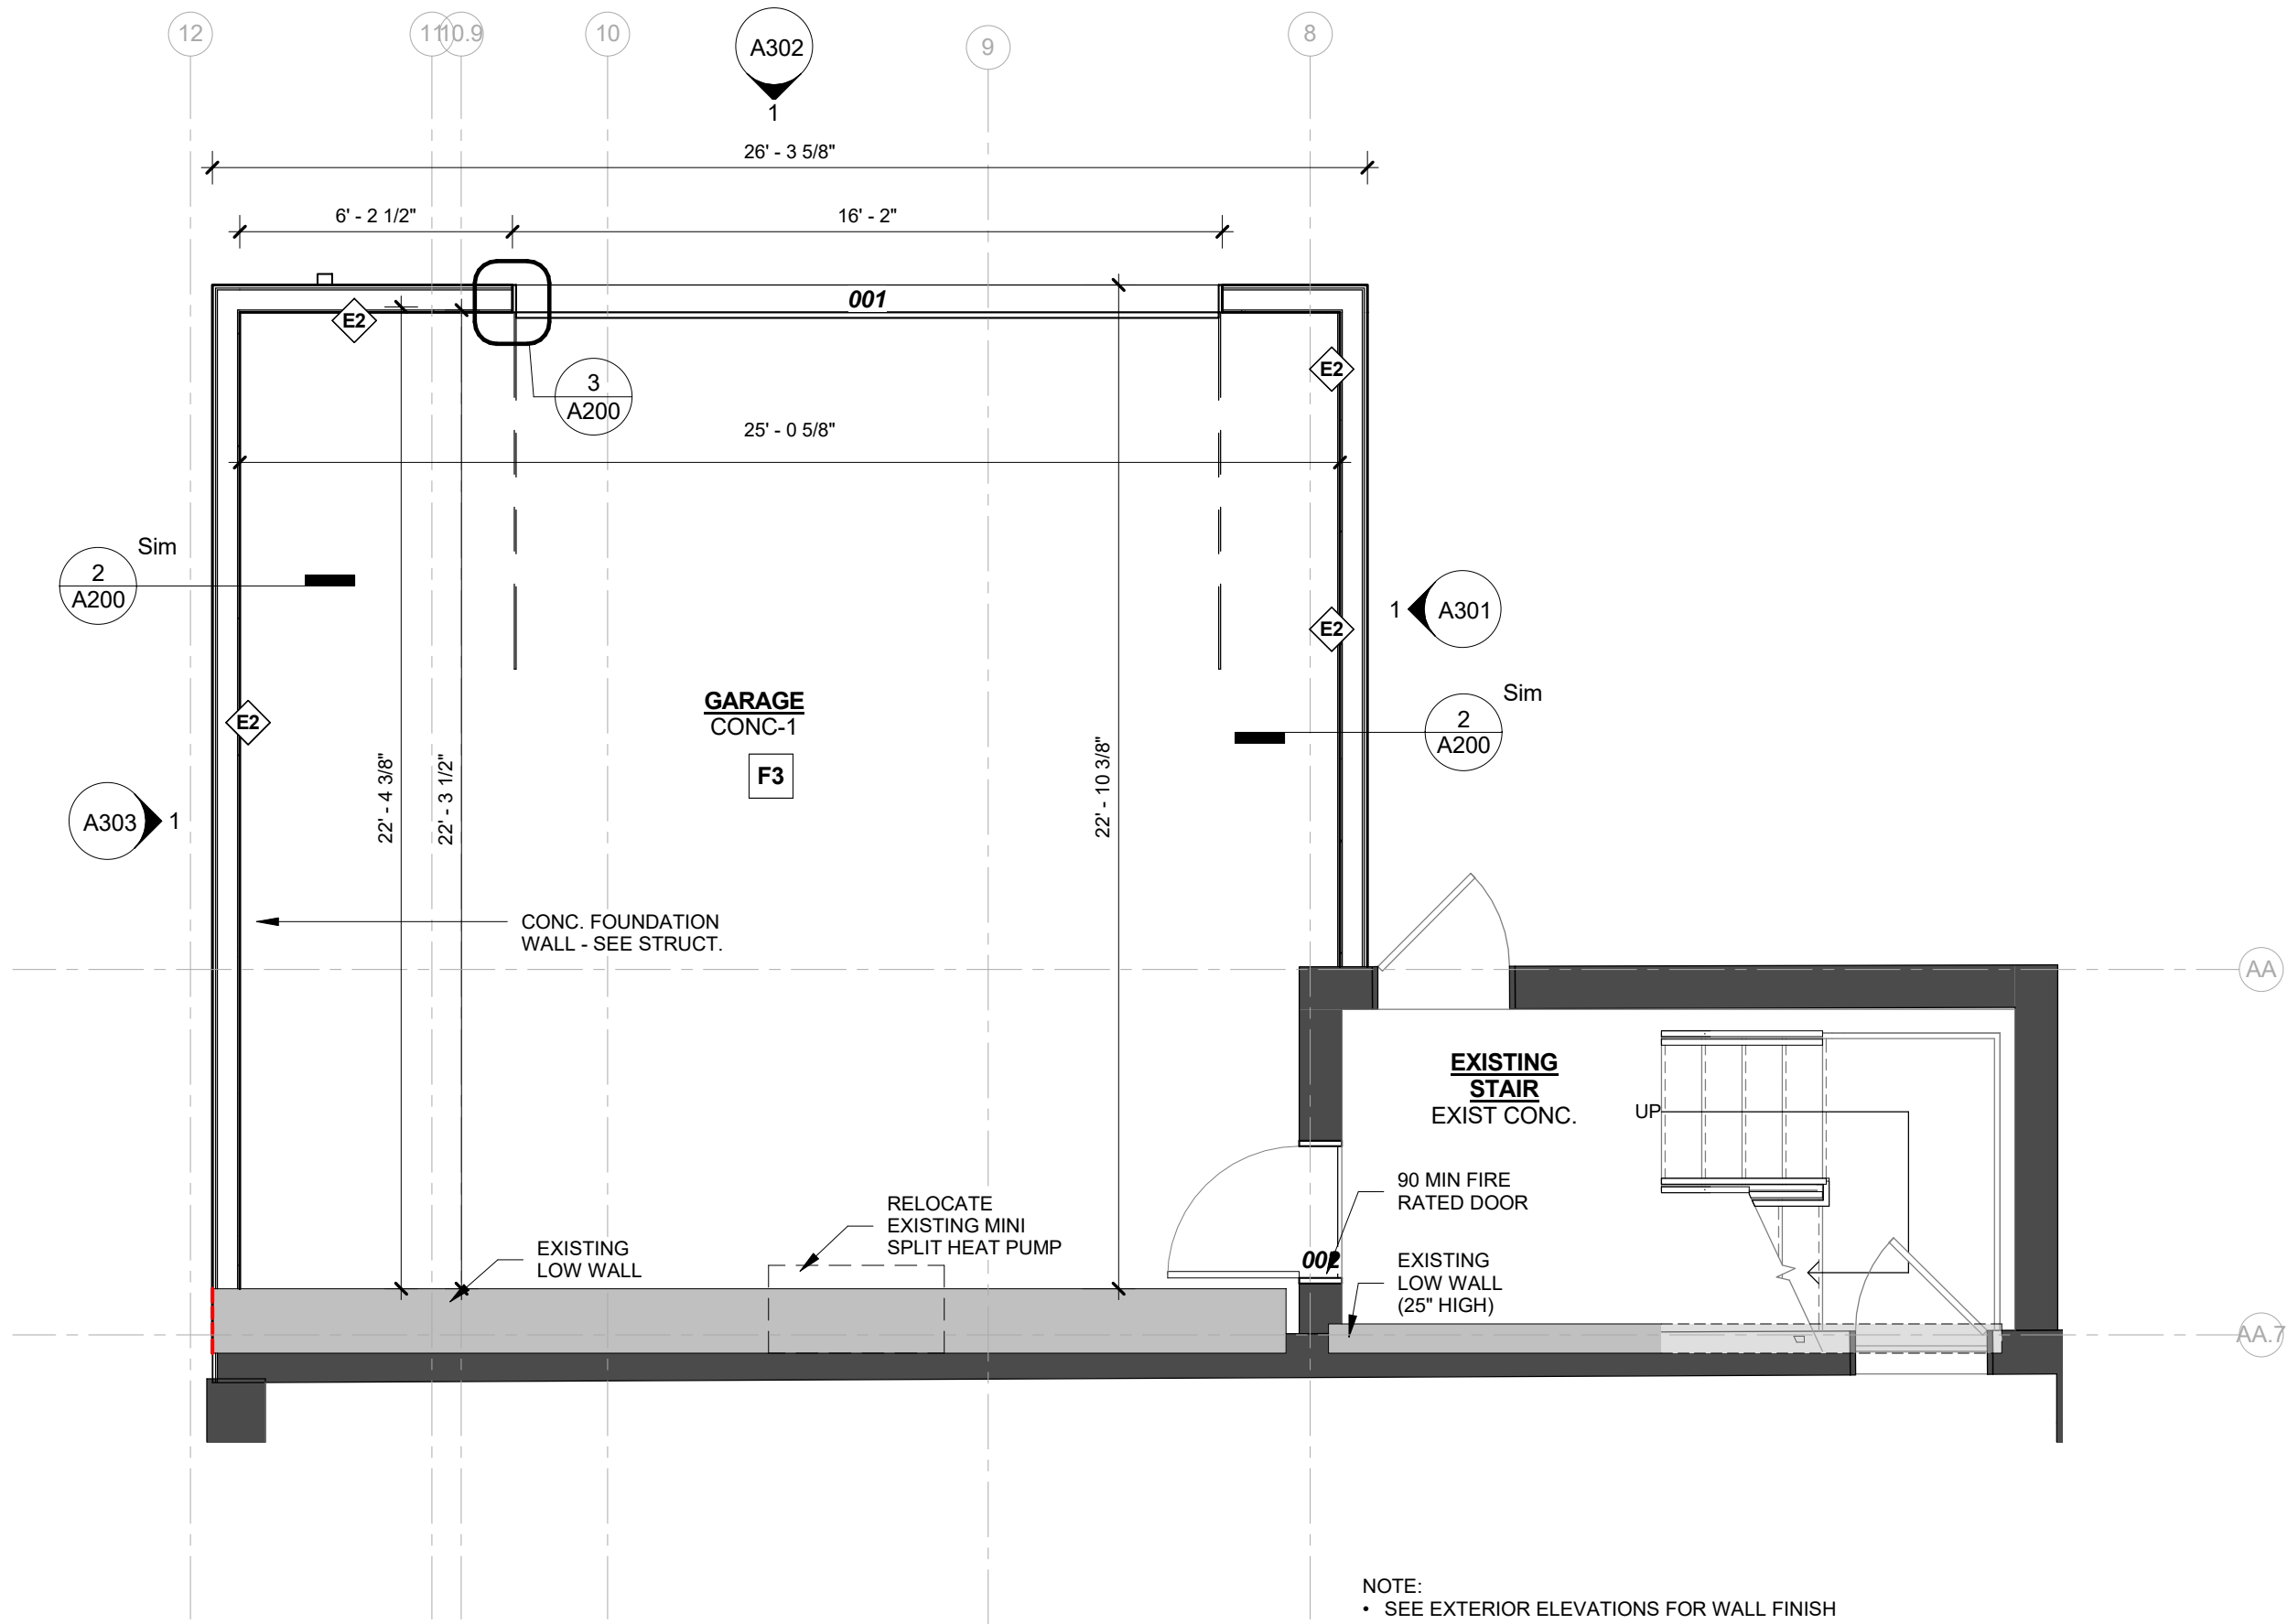 12
11
10.9
10
9
8
A302
1
26' - 3 5/8"
6' - 2 1/2"
16' - 2"
001
E2
E2
3
A200
25' - 0 5/8"
Sim
2
A200
E2
1
A301
GARAGE
CONC-1
F3
E2
Sim
2
A200
22' - 4 3/8"
22' - 3 1/2"
22' - 10 3/8"
A303
1
CONC. FOUNDATION
WALL - SEE STRUCT.
AA
EXISTING
STAIR
EXIST CONC.
UP
90 MIN FIRE
RATED DOOR
RELOCATE
EXISTING MINI
SPLIT HEAT PUMP
EXISTING
LOW WALL
002
EXISTING
LOW WALL
(25" HIGH)
AA.7
NOTE:
• SEE EXTERIOR ELEVATIONS FOR WALL FINISH